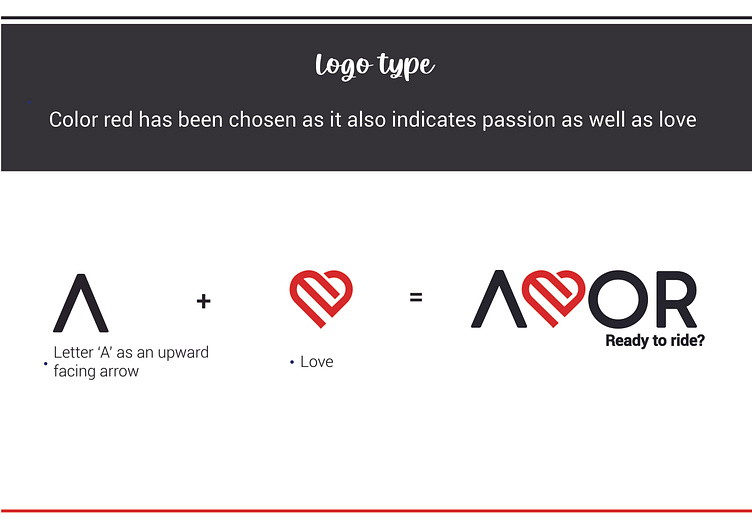 Logo type
Color red has been chosen as it also indicates passion as well as love
Λ + =
Letter ‘A’ as an upward
facing arrow
• Love
AMOR
Ready to ride?